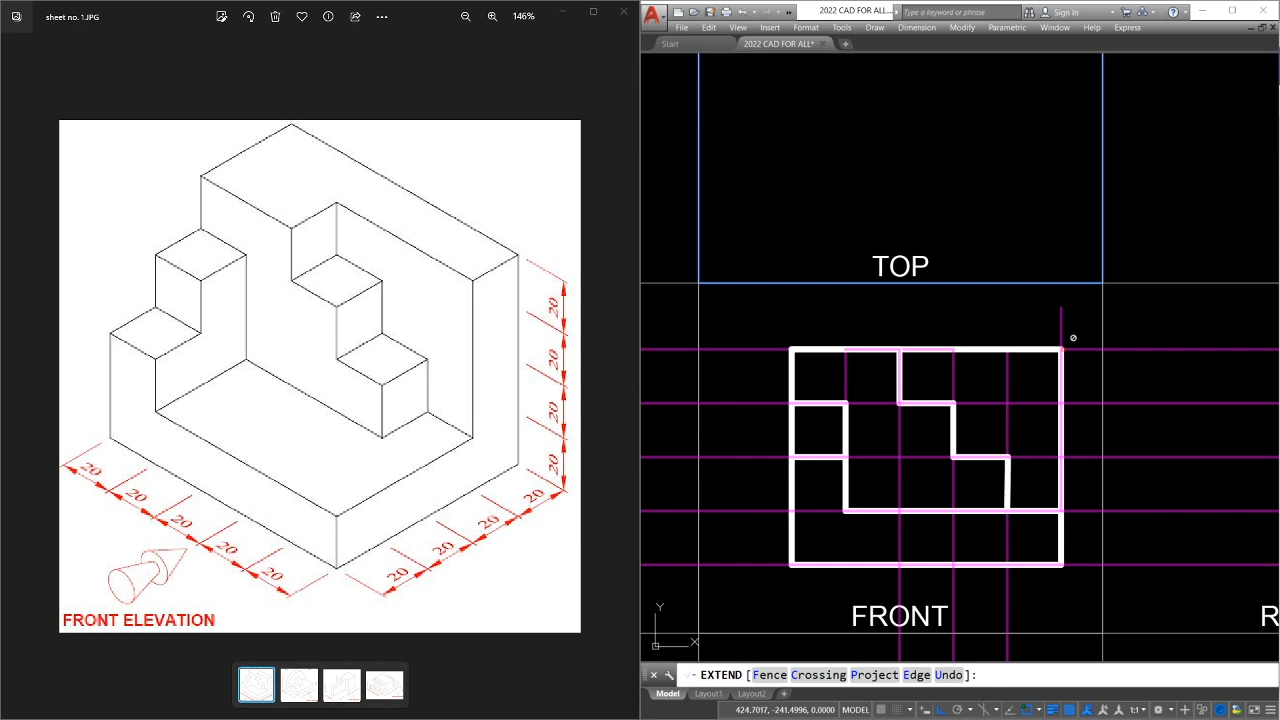 sheet no. 1.JPG
146%
20
20
20
20
20
20
20
20
20
20
20
20
20
FRONT ELEVATION
2022 CAD FOR ALL...
Type a keyword or phrase
Sign In
File Edit View Insert Format Tools Draw Dimension Modify Parametric Window Help Express
Start
2022 CAD FOR ALL*
TOP
FRONT
R
Y
X
EXTEND [Fence Crossing Project Edge Undo]:
Model Layout1 Layout2
424.7017, -241.4996, 0.0000 MODEL
1:1